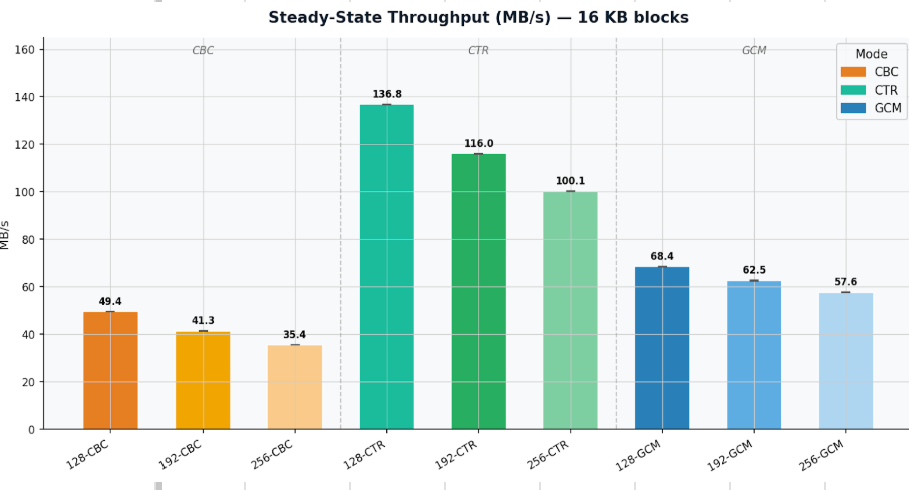 Steady-State Throughput (MB/s) — 16 KB blocks
CBC
CTR
GCM
Mode
CBC
CTR
GCM
MB/s
160
140
120
100
80
60
40
20
0
49.4
41.3
35.4
136.8
116.0
100.1
68.4
62.5
57.6
128-CBC
192-CBC
256-CBC
128-CTR
192-CTR
256-CTR
128-GCM
192-GCM
256-GCM